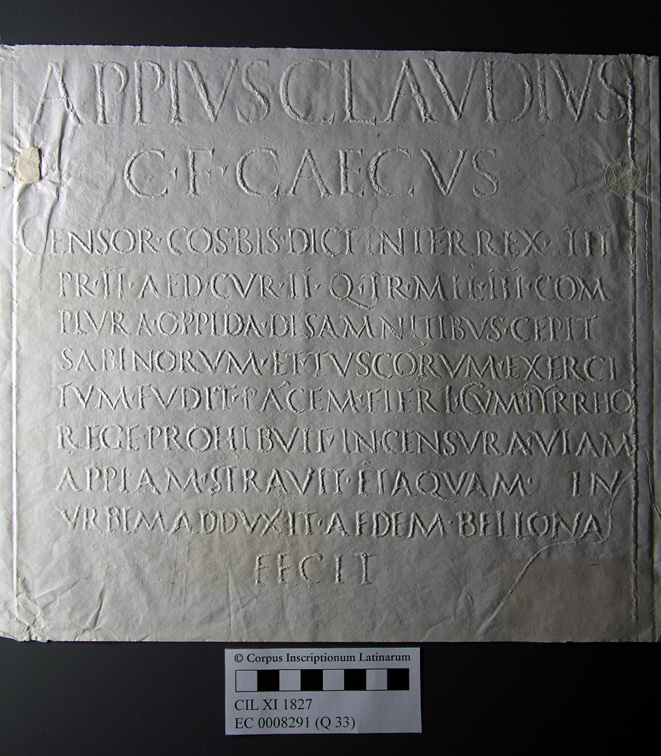 APPIVS CLAVDIVS
C·F·CAECVS
CENSOR·COS·BIS·DICT·INTERREX·III
PR·II·AED·CVR·II·Q·TR·MIL·III·COM
PLVRA·OPPIDA·DE SAMNITIBVS·CEPIT
SABINORVM·ET·TVSCORVM·EXERCI
TVM·FVDIT·PACEM·FIERI·CVM·PYRRHO
REGE·PROHIBVIT·IN CENSVRA·VIAM
APPIAM·STRAVIT·ET AQVAM· IN
VRBEM ADDVXIT·AEDEM·BELLONAE
FECIT
© Corpus Inscriptionum Latinarum
CIL XI 1827
EC 0008291 (Q 33)